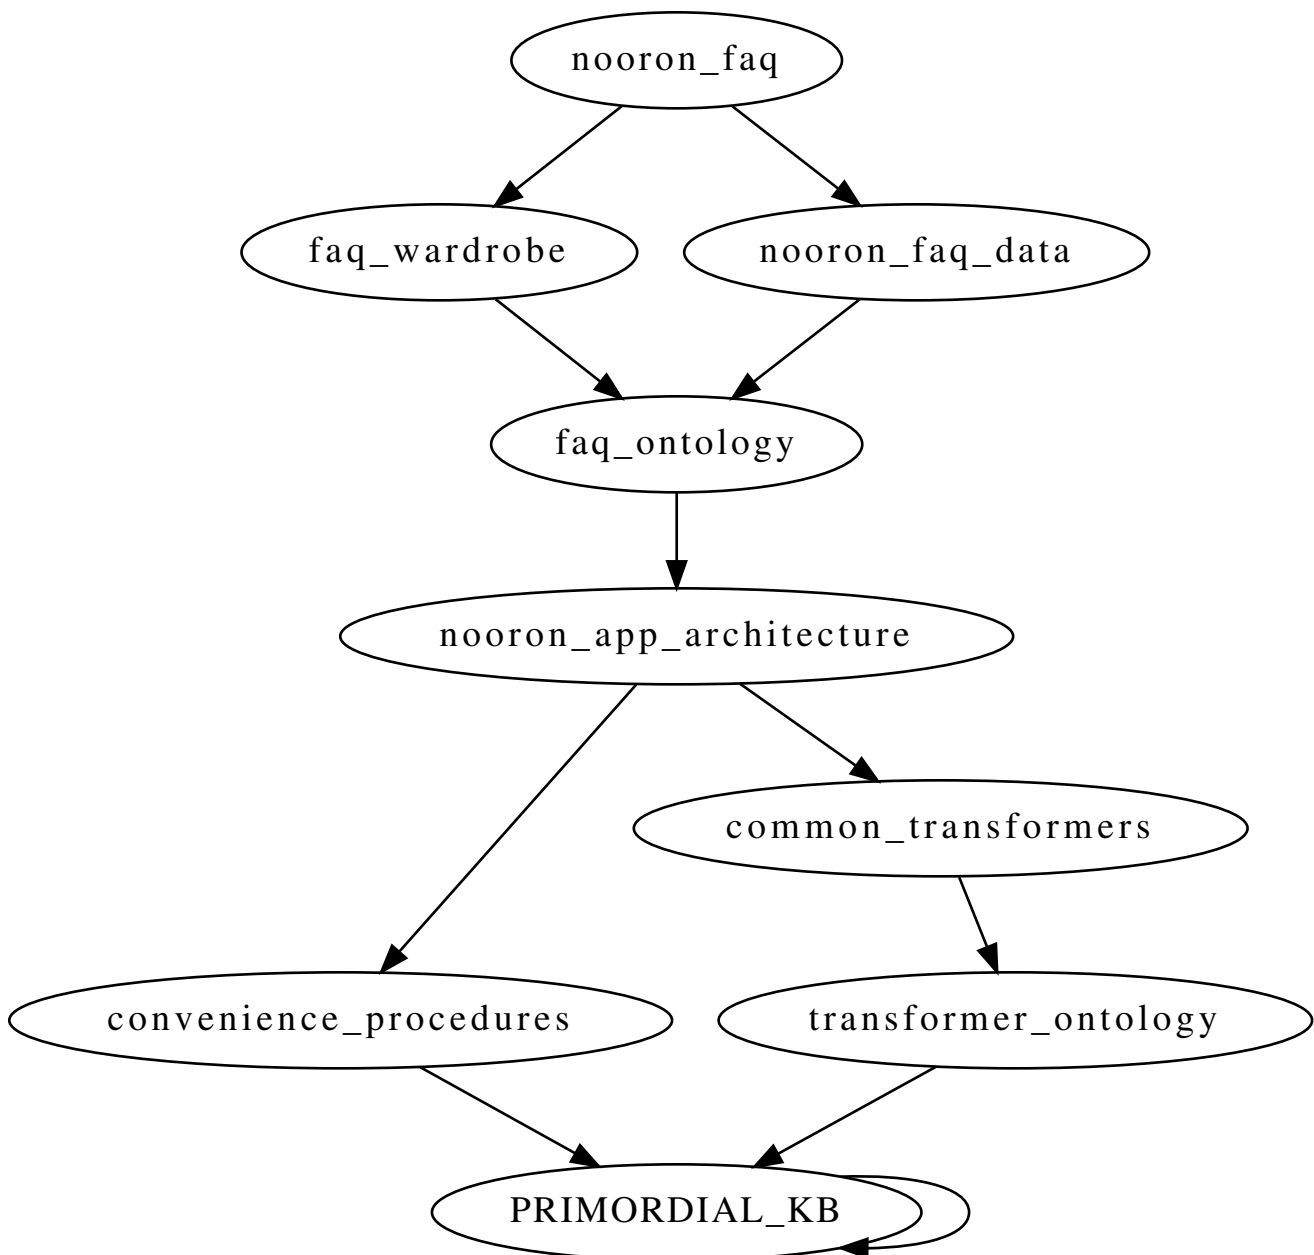 nooron_faq
faq_wardrobe
nooron_faq_data
faq_ontology
nooron_app_architecture
common_transformers
convenience_procedures
transformer_ontology
PRIMORDIAL_KB